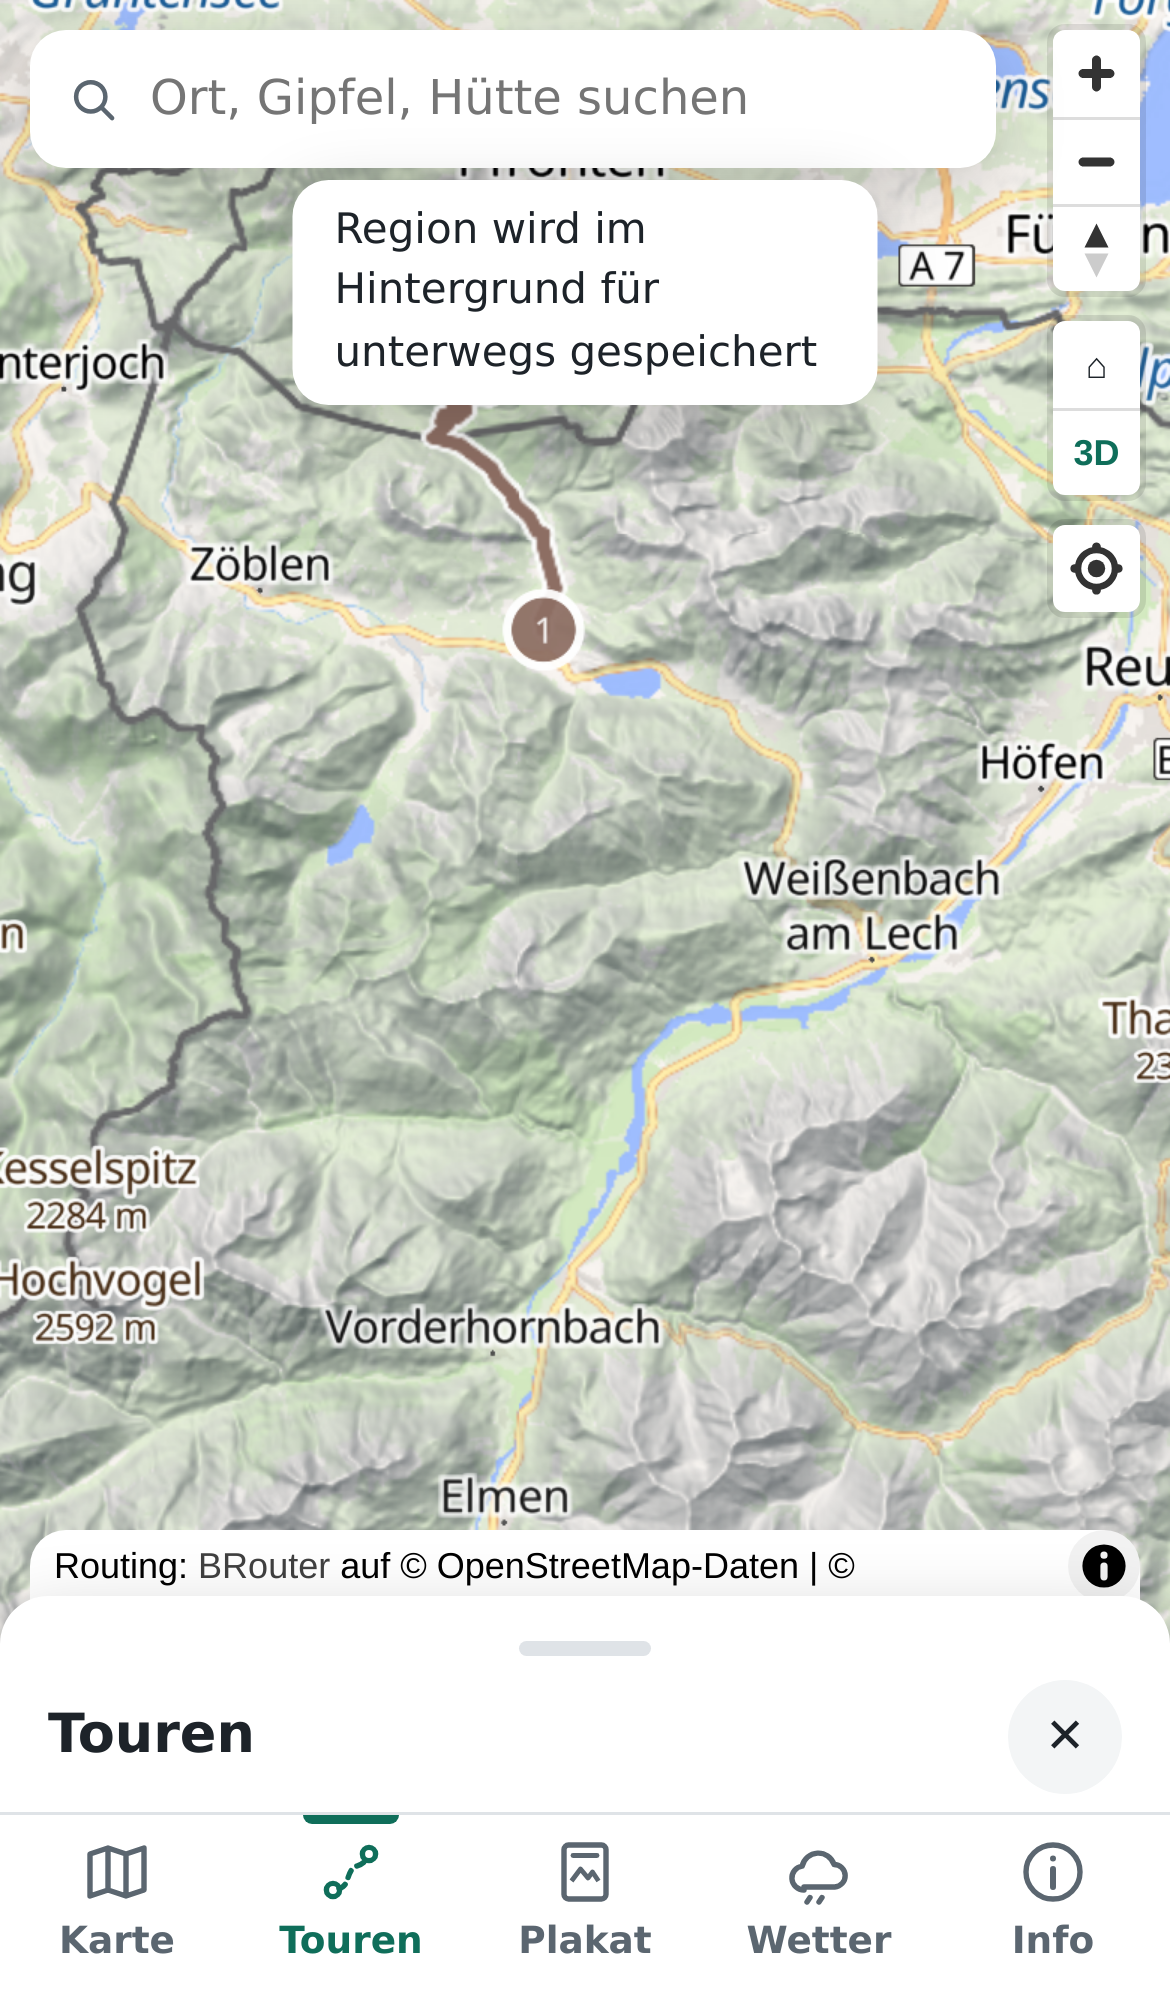 Ort, Gipfel, Hütte suchen
Region wird im
Hintergrund für
unterwegs gespeichert
A 7
3D
Zöblen
1
Höfen
Weißenbach
am Lech
2284 m
Hochvogel
2592 m
Vorderhornbach
Elmen
Routing: BRouter auf © OpenStreetMap-Daten | ©
Touren
Karte
Touren
Plakat
Wetter
Info